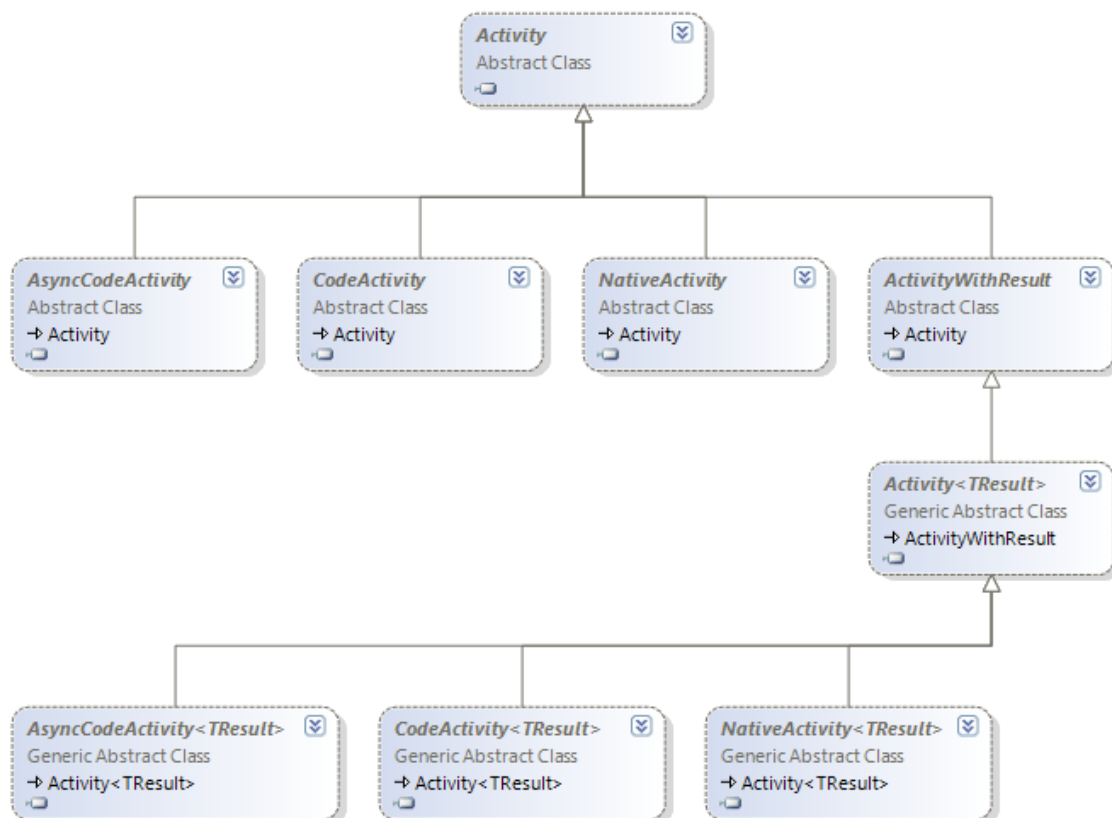 Activity
Abstract Class
AsyncCodeActivity
Abstract Class
Activity
CodeActivity
Abstract Class
Activity
NativeActivity
Abstract Class
Activity
ActivityWithResult
Abstract Class
Activity
Activity<TResult>
Generic Abstract Class
ActivityWithResult
AsyncCodeActivity<TResult>
Generic Abstract Class
Activity<TResult>
CodeActivity<TResult>
Generic Abstract Class
Activity<TResult>
NativeActivity<TResult>
Generic Abstract Class
Activity<TResult>